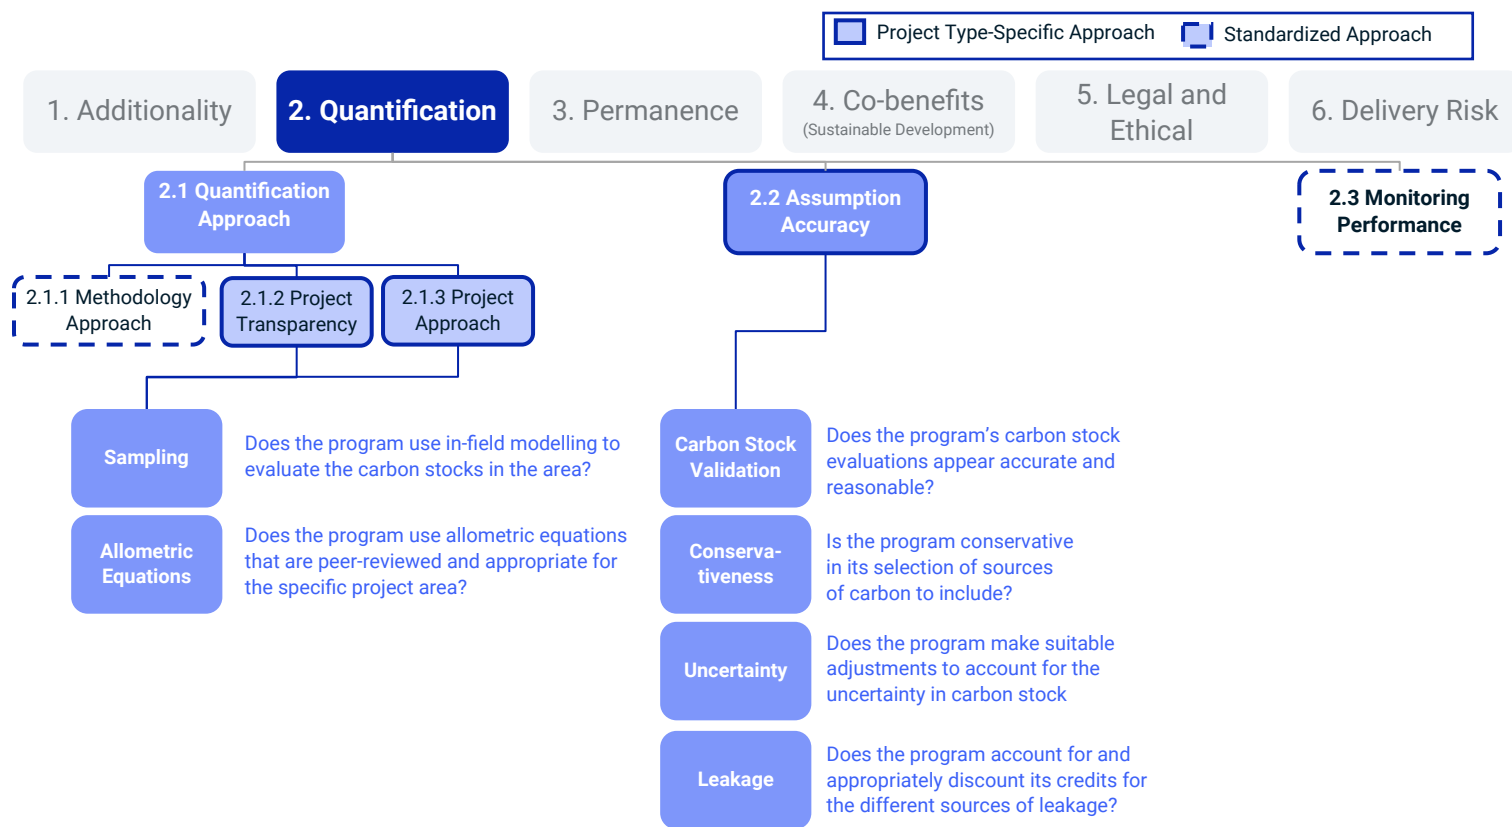 Project Type-Specific Approach
Standardized Approach
1. Additionality
2. Quantification
3. Permanence
4. Co-benefits
(Sustainable Development)
5. Legal and
Ethical
6. Delivery Risk
2.1 Quantification
Approach
2.2 Assumption
Accuracy
2.3 Monitoring
Performance
2.1.1 Methodology
Approach
2.1.2 Project
Transparency
2.1.3 Project
Approach
Sampling
Does the program use in-field modelling to
evaluate the carbon stocks in the area?
Allometric
Equations
Does the program use allometric equations
that are peer-reviewed and appropriate for
the specific project area?
Carbon Stock
Validation
Does the program's carbon stock
evaluations appear accurate and
reasonable?
Conserva-
tiveness
Is the program conservative
in its selection of sources
of carbon to include?
Uncertainty
Does the program make suitable
adjustments to account for the
uncertainty in carbon stock
Leakage
Does the program account for and
appropriately discount its credits for
the different sources of leakage?